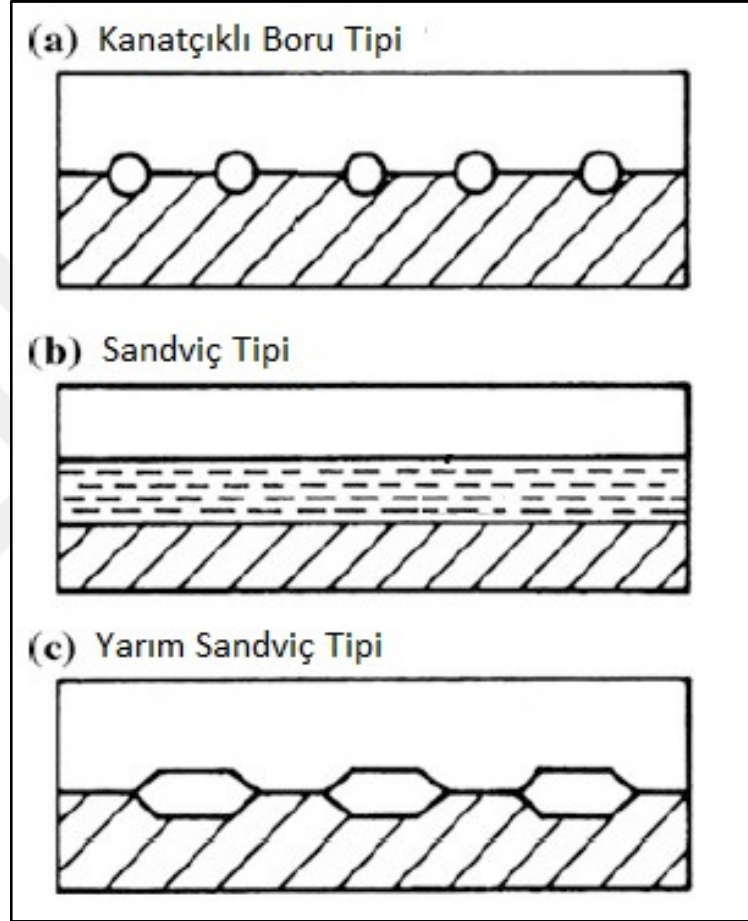 (a) Kanatçıklı Boru Tipi
(b) Sandviç Tipi
(c) Yarım Sandviç Tipi